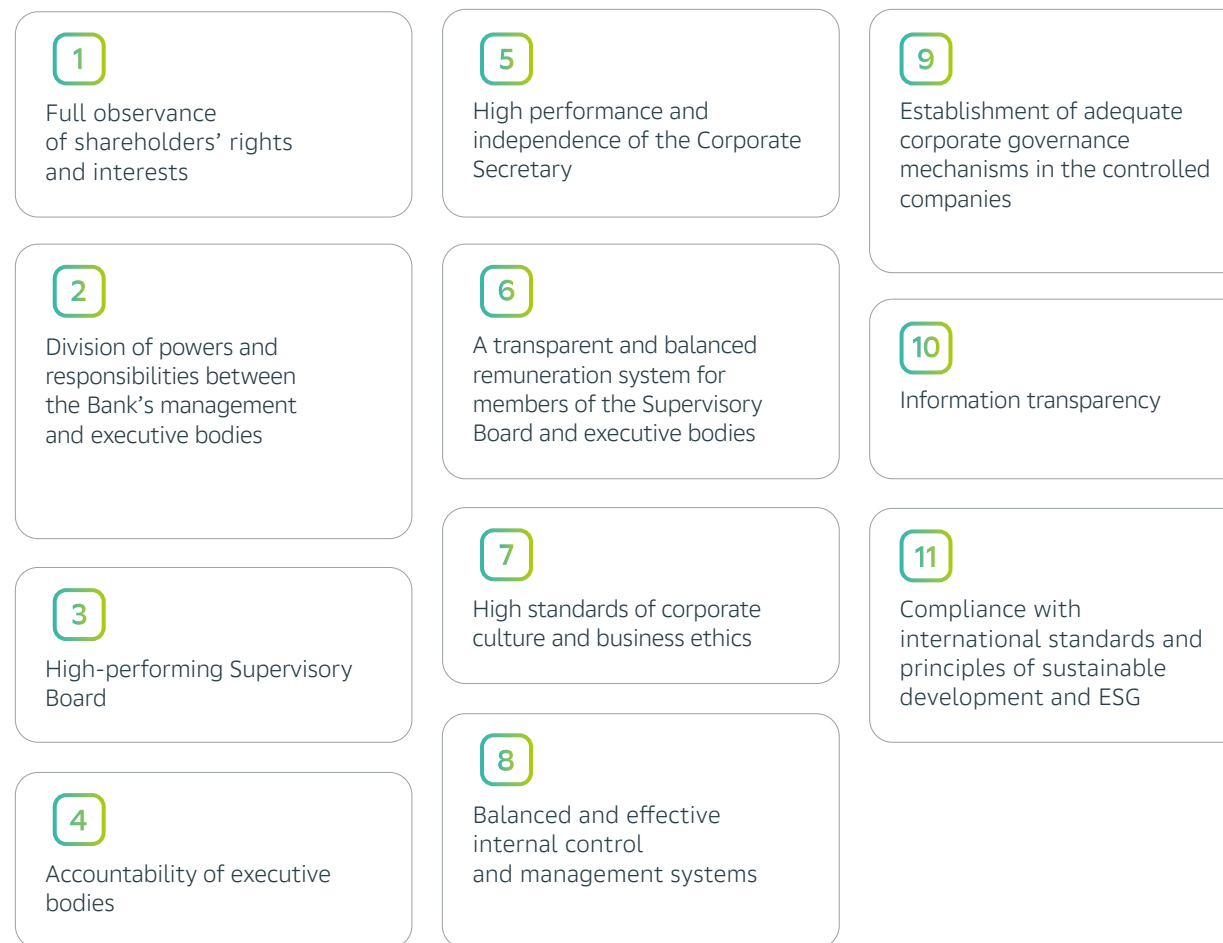 1
Full observance
of shareholders’ rights
and interests
2
Division of powers and
responsibilities between
the Bank’s management
and executive bodies
3
High-performing Supervisory
Board
4
Accountability of executive
bodies
5
High performance and
independence of the Corporate
Secretary
6
A transparent and balanced
remuneration system for
members of the Supervisory
Board and executive bodies
7
High standards of corporate
culture and business ethics
8
Balanced and effective
internal control
and management systems
9
Establishment of adequate
corporate governance
mechanisms in the controlled
companies
10
Information transparency
11
Compliance with
international standards and
principles of sustainable
development and ESG